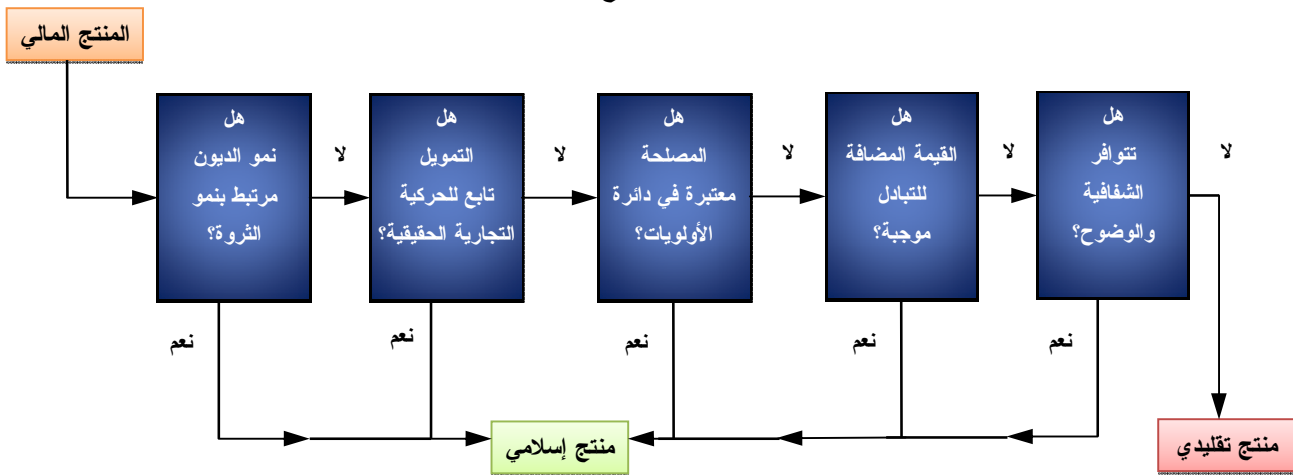 المنتج المالي
هل
نمو الديون
مرتبط بنمو
الثروة؟
لا
هل
التمويل
تابع للحركية
التجارية الحقيقية؟
لا
هل
المصلحة
معتبرة في دائرة
الأولويات؟
لا
هل
القيمة المضافة
للتبادل
موجبة؟
لا
هل
تتوافر
الشفافية
والوضوح؟
لا
نعم
نعم
نعم
نعم
نعم
منتج إسلامي
منتج تقليدي